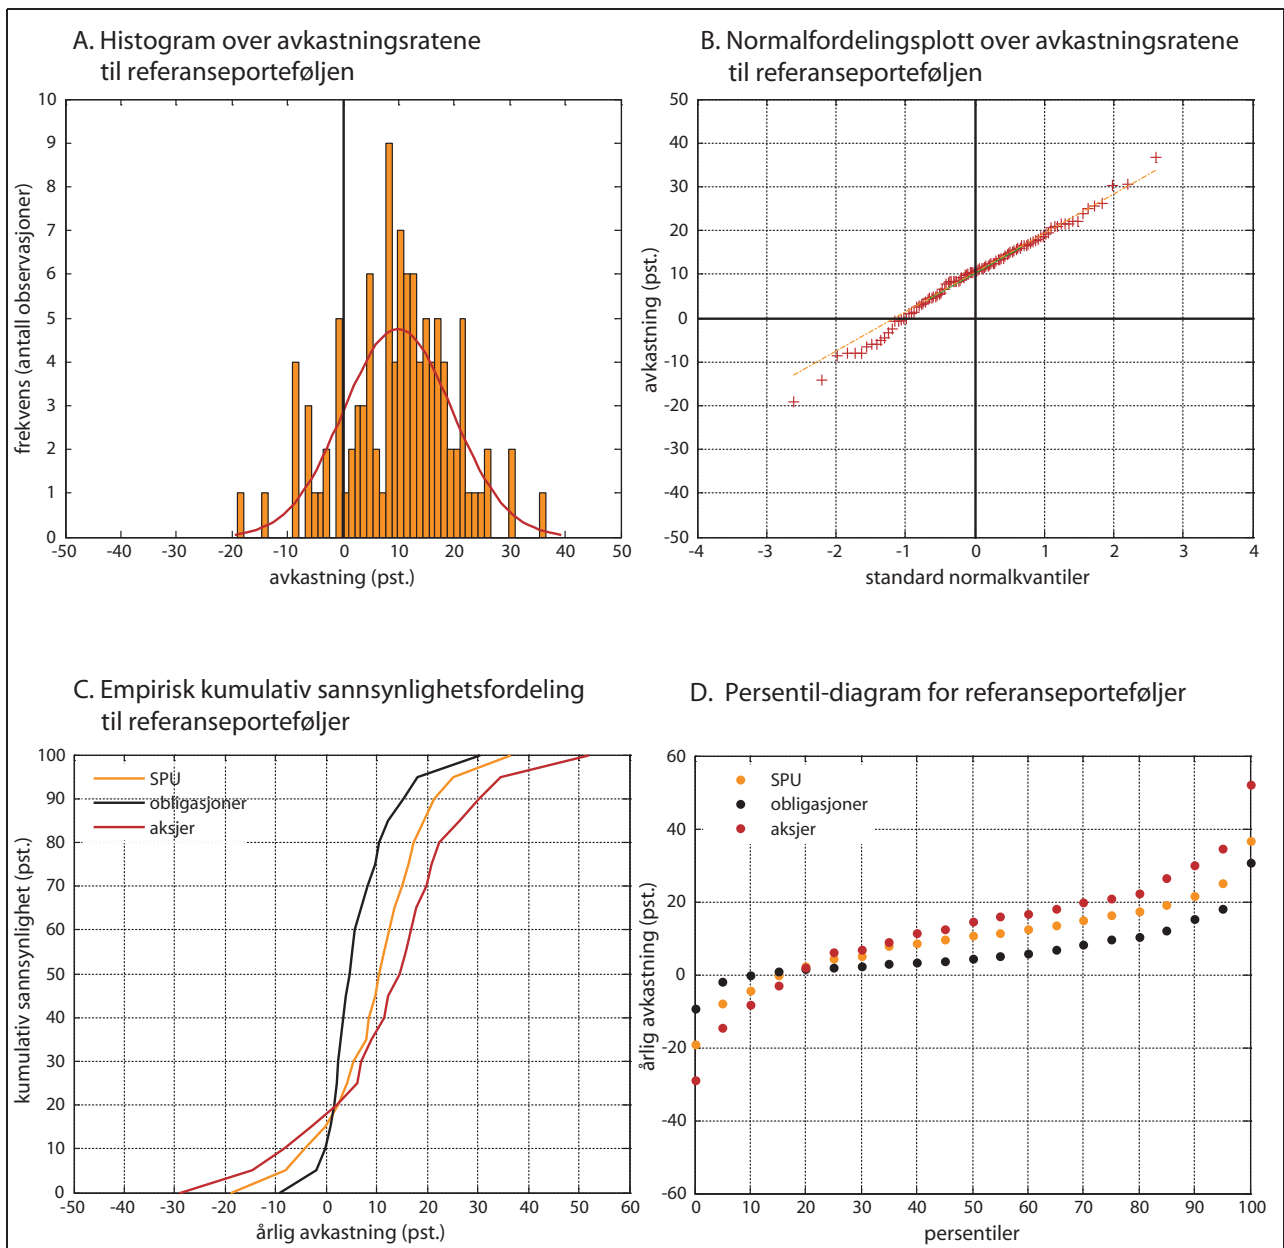 A. Histogram over avkastningsratene
til referanseporteføljen
10
9
8
7
6
5
4
3
2
1
0
frekvens (antall observasjoner)
-50 -40 -30 -20 -10 0 10 20 30 40 50
avkastning (pst.)
B. Normalfordelingsplott over avkastningsratene
til referanseporteføljen
50
40
30
20
10
0
-10
-20
-30
-40
-50
avkastning (pst.)
-4 -3 -2 -1 0 1 2 3 4
standard normalkvantiler
C. Empirisk kumulativ sannsynlighetsfordeling
til referanseporteføljer
100
90
80
70
60
50
40
30
20
10
0
kumulativ sannsynlighet (pst.)
SPU
obligasjoner
aksjer
-50 -40 -30 -20 -10 0 10 20 30 40 50 60
årlig avkastning (pst.)
D. Persentil-diagram for referanseporteføljer
60
40
20
0
-20
-40
-60
årlig avkastning (pst.)
SPU
obligasjoner
aksjer
0 10 20 30 40 50 60 70 80 90 100
persentiler